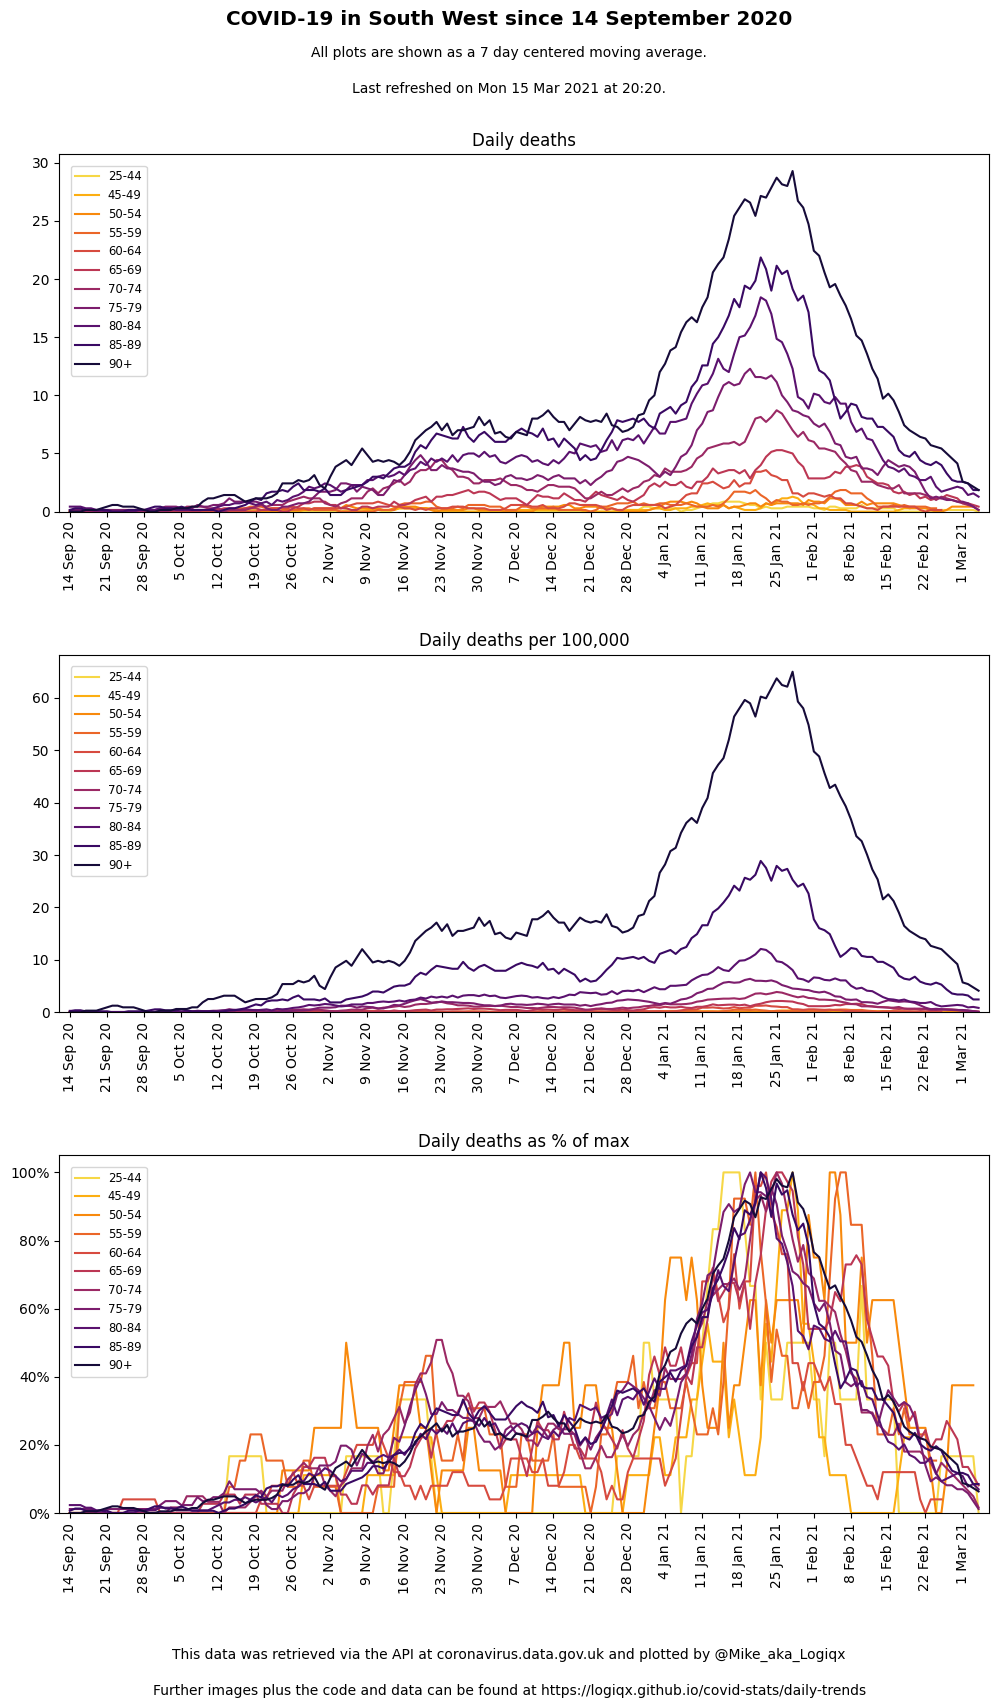 COVID-19 in South West since 14 September 2020
All plots are shown as a 7 day centered moving average.
Last refreshed on Mon 15 Mar 2021 at 20:20.
Daily deaths
30
25
20
15
10
5
0
25-44
45-49
50-54
55-59
60-64
65-69
70-74
75-79
80-84
85-89
90+
14 Sep 20
21 Sep 20
28 Sep 20
5 Oct 20
12 Oct 20
19 Oct 20
26 Oct 20
2 Nov 20
9 Nov 20
16 Nov 20
23 Nov 20
30 Nov 20
7 Dec 20
14 Dec 20
21 Dec 20
28 Dec 20
4 Jan 21
11 Jan 21
18 Jan 21
25 Jan 21
1 Feb 21
8 Feb 21
15 Feb 21
22 Feb 21
1 Mar 21
Daily deaths per 100,000
60
50
40
30
20
10
0
25-44
45-49
50-54
55-59
60-64
65-69
70-74
75-79
80-84
85-89
90+
14 Sep 20
21 Sep 20
28 Sep 20
5 Oct 20
12 Oct 20
19 Oct 20
26 Oct 20
2 Nov 20
9 Nov 20
16 Nov 20
23 Nov 20
30 Nov 20
7 Dec 20
14 Dec 20
21 Dec 20
28 Dec 20
4 Jan 21
11 Jan 21
18 Jan 21
25 Jan 21
1 Feb 21
8 Feb 21
15 Feb 21
22 Feb 21
1 Mar 21
Daily deaths as % of max
100%
80%
60%
40%
20%
0%
25-44
45-49
50-54
55-59
60-64
65-69
70-74
75-79
80-84
85-89
90+
14 Sep 20
21 Sep 20
28 Sep 20
5 Oct 20
12 Oct 20
19 Oct 20
26 Oct 20
2 Nov 20
9 Nov 20
16 Nov 20
23 Nov 20
30 Nov 20
7 Dec 20
14 Dec 20
21 Dec 20
28 Dec 20
4 Jan 21
11 Jan 21
18 Jan 21
25 Jan 21
1 Feb 21
8 Feb 21
15 Feb 21
22 Feb 21
1 Mar 21
This data was retrieved via the API at coronavirus.data.gov.uk and plotted by @Mike_aka_Logiqx
Further images plus the code and data can be found at https://logiqx.github.io/covid-stats/daily-trends